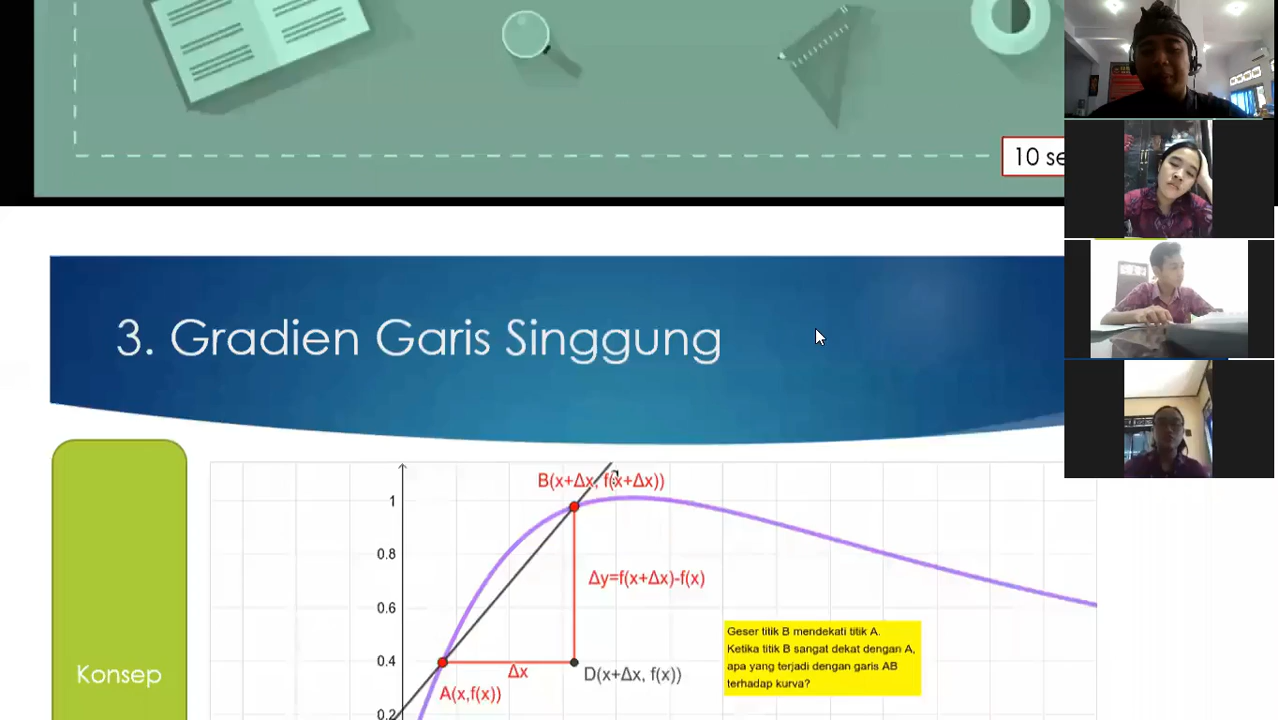 10 se
3. Gradien Garis Singgung
B(x+Δx, f(x+Δx))
1
0.8
Δy=f(x+Δx)-f(x)
0.6
Geser titik B mendekati titik A.
Ketika titik B sangat dekat dengan A,
apa yang terjadi dengan garis AB
terhadap kurva?
0.4
Konsep
Δx
D(x+Δx, f(x))
A(x,f(x))
0.2